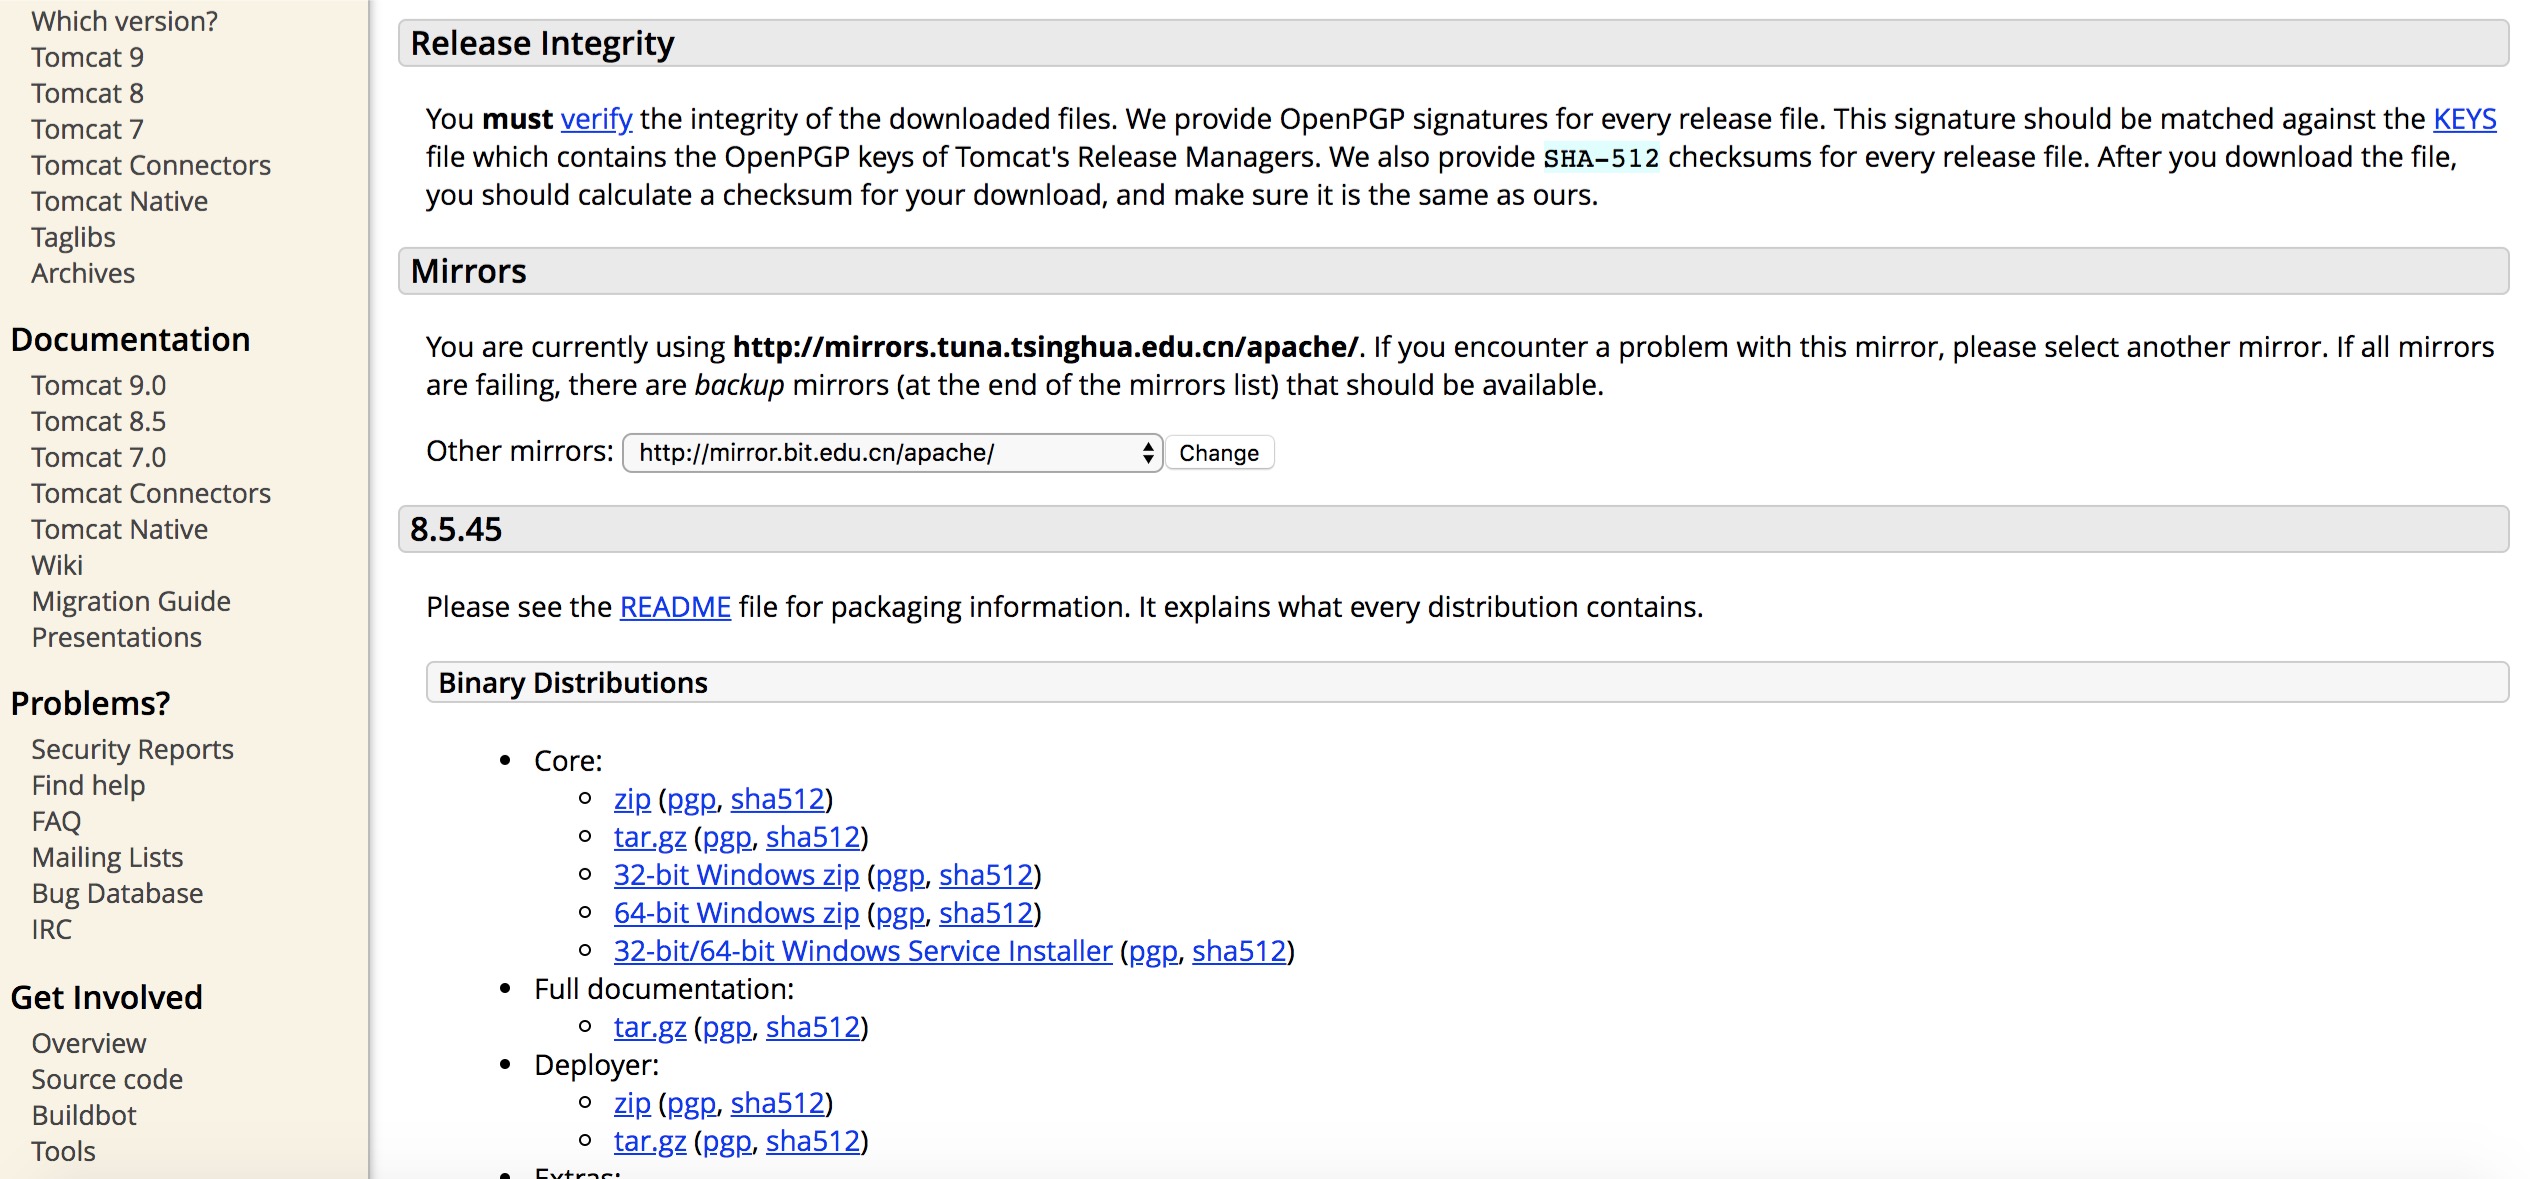 Which version?
Tomcat 9
Tomcat 8
Tomcat 7
Tomcat Connectors
Tomcat Native
Taglibs
Archives
Documentation
Tomcat 9.0
Tomcat 8.5
Tomcat 7.0
Tomcat Connectors
Tomcat Native
Wiki
Migration Guide
Presentations
Problems?
Security Reports
Find help
FAQ
Mailing Lists
Bug Database
IRC
Get Involved
Overview
Source code
Buildbot
Tools
Release Integrity
You must verify the integrity of the downloaded files. We provide OpenPGP signatures for every release file. This signature should be matched against the KEYS
file which contains the OpenPGP keys of Tomcat's Release Managers. We also provide SHA-512 checksums for every release file. After you download the file,
you should calculate a checksum for your download, and make sure it is the same as ours.
Mirrors
You are currently using http://mirrors.tuna.tsinghua.edu.cn/apache/. If you encounter a problem with this mirror, please select another mirror. If all mirrors
are failing, there are backup mirrors (at the end of the mirrors list) that should be available.
Other mirrors: http://mirror.bit.edu.cn/apache/ Change
8.5.45
Please see the README file for packaging information. It explains what every distribution contains.
Binary Distributions
Core:
zip (pgp, sha512)
tar.gz (pgp, sha512)
32-bit Windows zip (pgp, sha512)
64-bit Windows zip (pgp, sha512)
32-bit/64-bit Windows Service Installer (pgp, sha512)
Full documentation:
tar.gz (pgp, sha512)
Deployer:
zip (pgp, sha512)
tar.gz (pgp, sha512)
Extras: